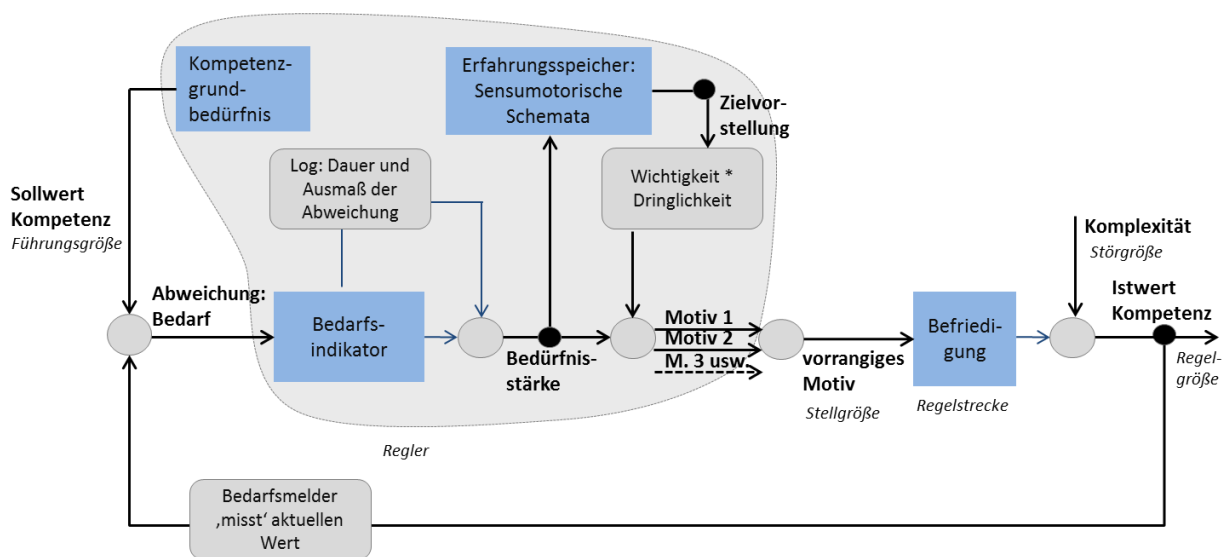 Kompetenz-
grund-
bedürfnis
Erfahrungsspeicher:
Sensumotorische
Schemata
Zielvor-
stellung
Log: Dauer und
Ausmaß der
Abweichung
Wichtigkeit *
Dringlichkeit
Sollwert
Kompetenz
Führungsgröße
Komplexität
Störgröße
Abweichung:
Bedarf
Bedarfs-
indikator
Bedürfnis-
stärke
Motiv 1
Motiv 2
M. 3 usw
vorrangiges
Motiv
Stellgröße
Befriedi-
gung
Regelstrecke
Istwert
Kompetenz
Regel-
größe
Regler
Bedarfsmelder
‚misst‘ aktuellen
Wert